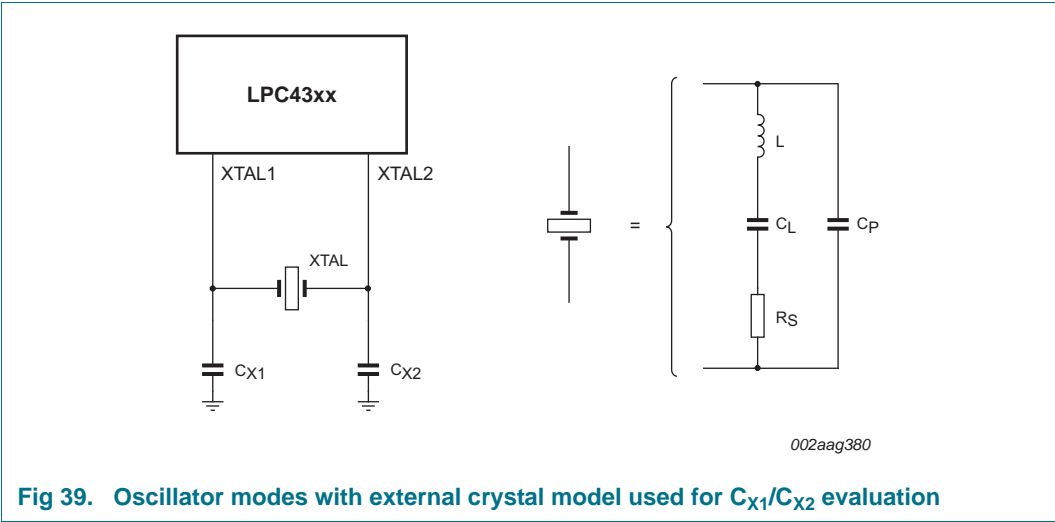 LPC43xx
XTAL1
XTAL2
XTAL
CX1
CX2
=
L
CL
CP
RS
002aag380
Fig 39. Oscillator modes with external crystal model used for CX1/CX2 evaluation